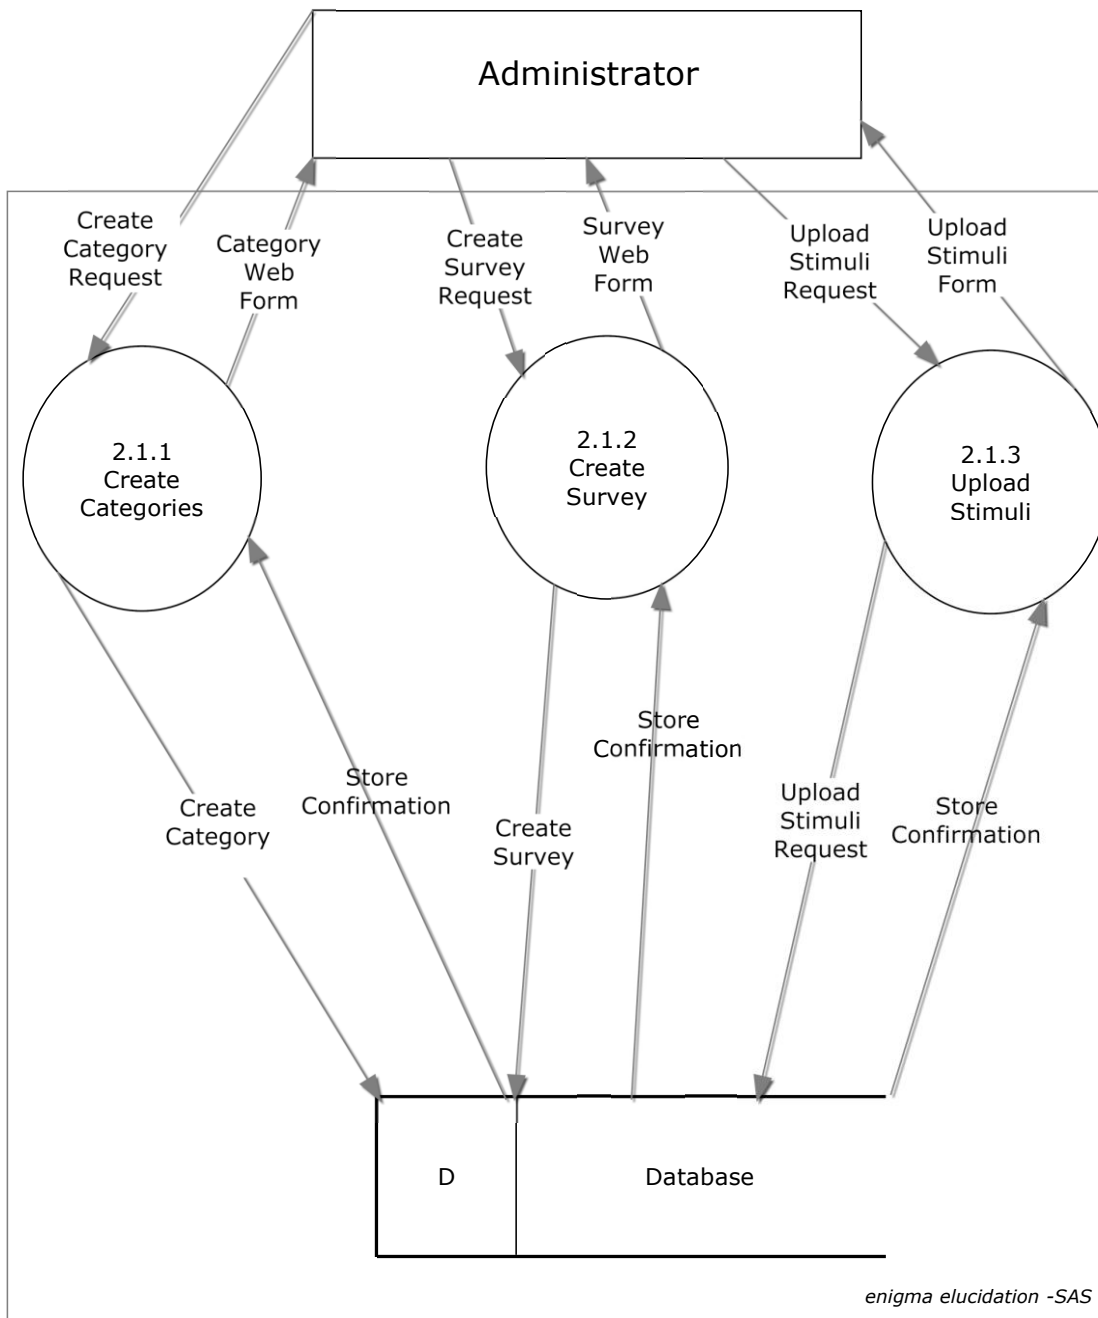 Administrator
Create
Category
Request
Category
Web
Form
Create
Survey
Request
Survey
Web
Form
Upload
Stimuli
Request
Upload
Stimuli
Form
2.1.1
Create
Categories
2.1.2
Create
Survey
2.1.3
Upload
Stimuli
Create
Category
Store
Confirmation
Create
Survey
Store
Confirmation
Upload
Stimuli
Request
Store
Confirmation
D
Database
enigma elucidation -SAS